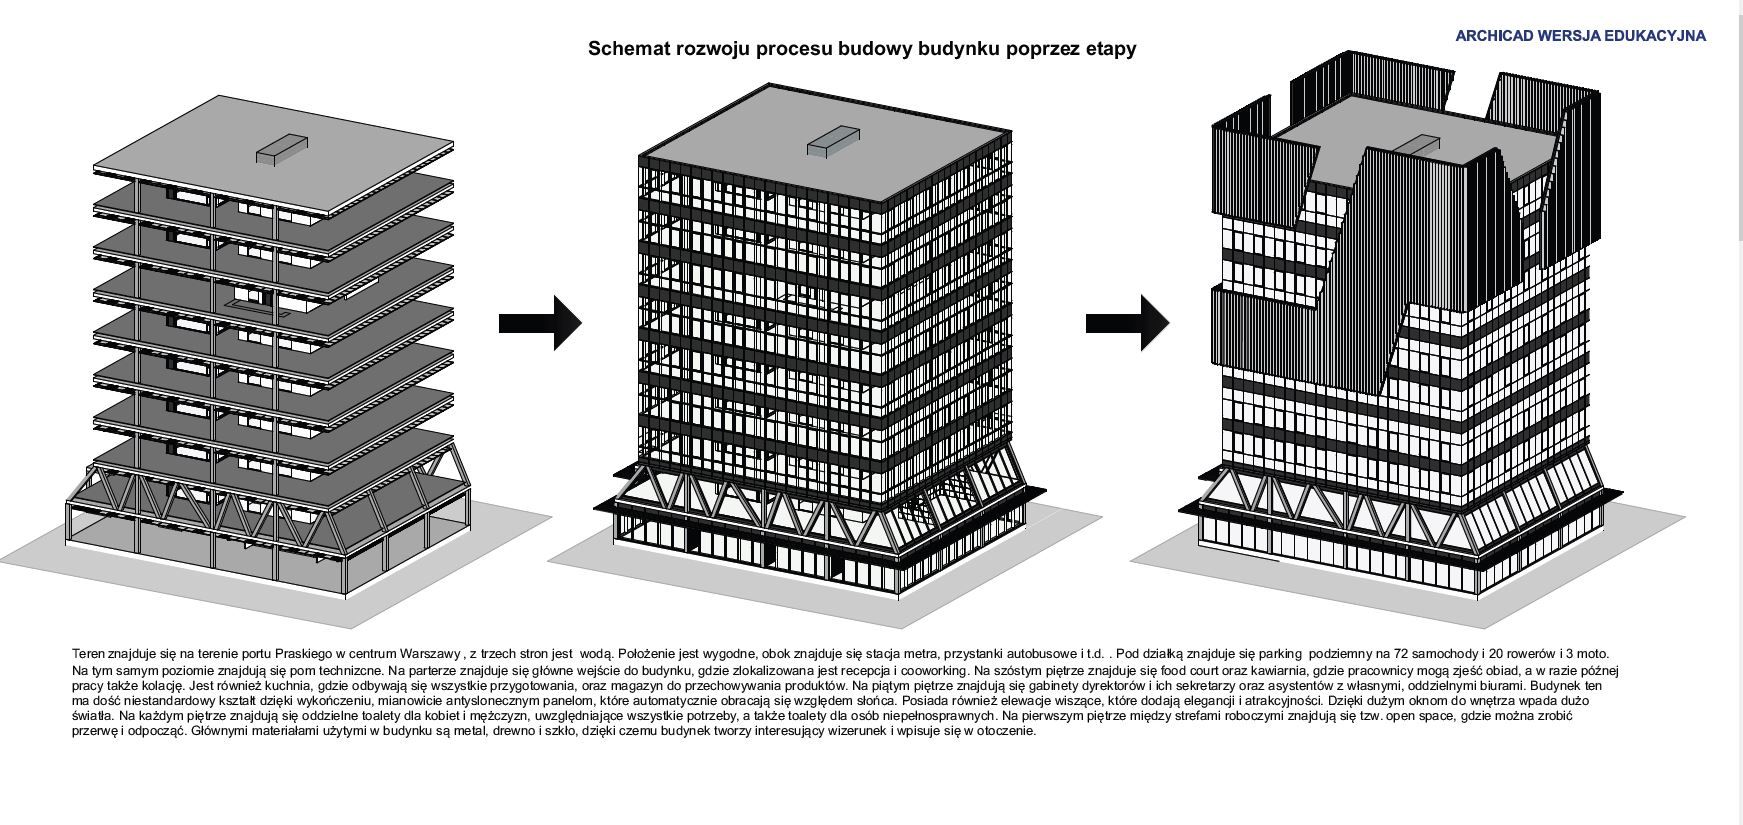 ARCHICAD WERSJA EDUKACYJNA
Schemat rozwoju procesu budowy budynku poprzez etapy
Teren znajduje się na terenie portu Praskiego w centrum Warszawy , z trzech stron jest wodą. Położenie jest wygodne, obok znajduje się stacja metra, przystanki autobusowe i t.d. . Pod działką znajduje się parking podziemny na 72 samochody i 20 rowerów i 3 moto.
Na tym samym poziomie znajdują się pom technizcne. Na parterze znajduje się główne wejście do budynku, gdzie zlokalizowana jest recepcja i cooworking. Na szóstym piętrze znajduje się food court oraz kawiarnia, gdzie pracownicy mogą zjeść obiad, a w razie późnej
pracy także kolację. Jest również kuchnia, gdzie odbywają się wszystkie przygotowania, oraz magazyn do przechowywania produktów. Na piątym piętrze znajdują się gabinety dyrektorów i ich sekretarzy oraz asystentów z własnymi, oddzielnymi biurami. Budynek ten
ma dość niestandardowy kształt dzięki wykończeniu, mianowicie antyslonecznym panelom, które automatycznie obracają się względem słońca. Posiada również elewacje wiszące, które dodają elegancji i atrakcyjności. Dzięki dużym oknom do wnętrza wpada dużo
światła. Na każdym piętrze znajdują się oddzielne toalety dla kobiet i mężczyzn, uwzględniające wszystkie potrzeby, a także toalety dla osób niepełnosprawnych. Na pierwszym piętrze między strefami roboczymi znajdują się tzw. open space, gdzie można zrobić
przerwę i odpocząć. Głównymi materiałami użytymi w budynku są metal, drewno i szkło, dzięki czemu budynek tworzy interesujący wizerunek i wpisuje się w otoczenie.